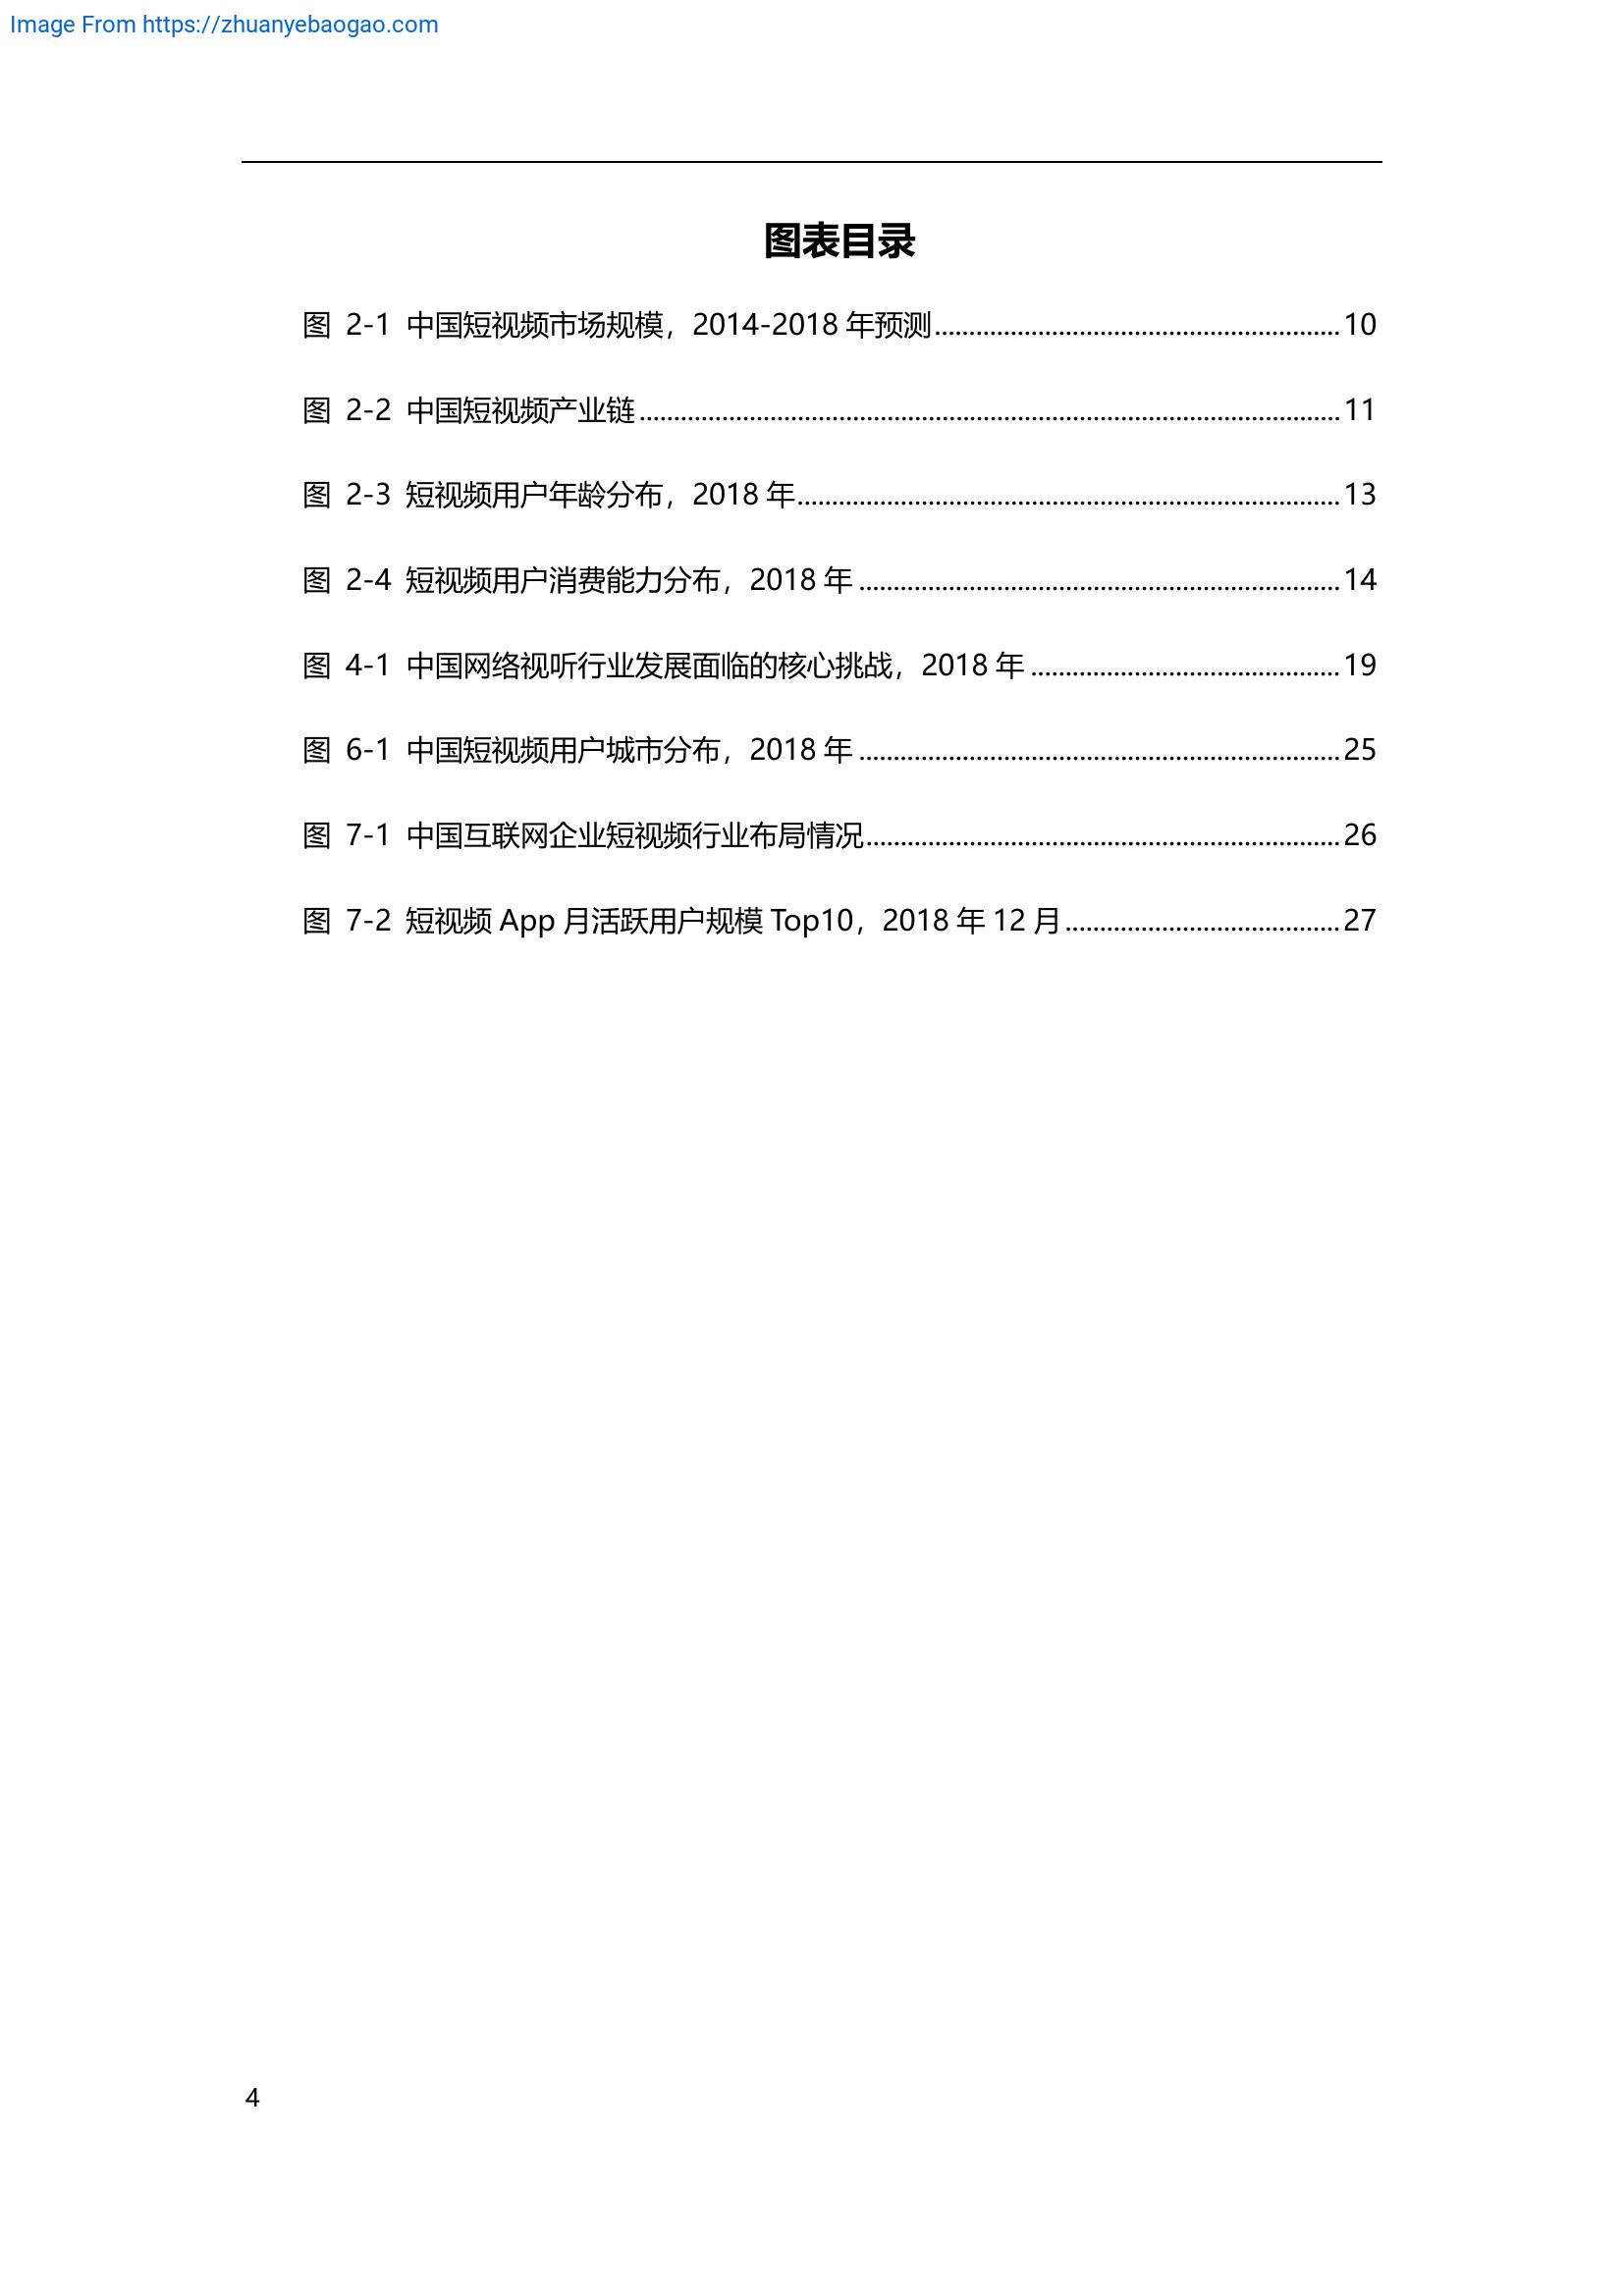 Image From https://zhuanyebaogao.com
图表目录
图 2-1 中国短视频市场规模，2014-2018 年预测............................................................10
图 2-2 中国短视频产业链......................................................................................................11
图 2-3 短视频用户年龄分布，2018 年...............................................................................13
图 2-4 短视频用户消费能力分布，2018 年......................................................................14
图 4-1 中国网络视听行业发展面临的核心挑战，2018 年.............................................19
图 6-1 中国短视频用户城市分布，2018 年......................................................................25
图 7-1 中国互联网企业短视频行业布局情况.....................................................................26
图 7-2 短视频 App 月活跃用户规模 Top10，2018 年 12 月........................................27
4